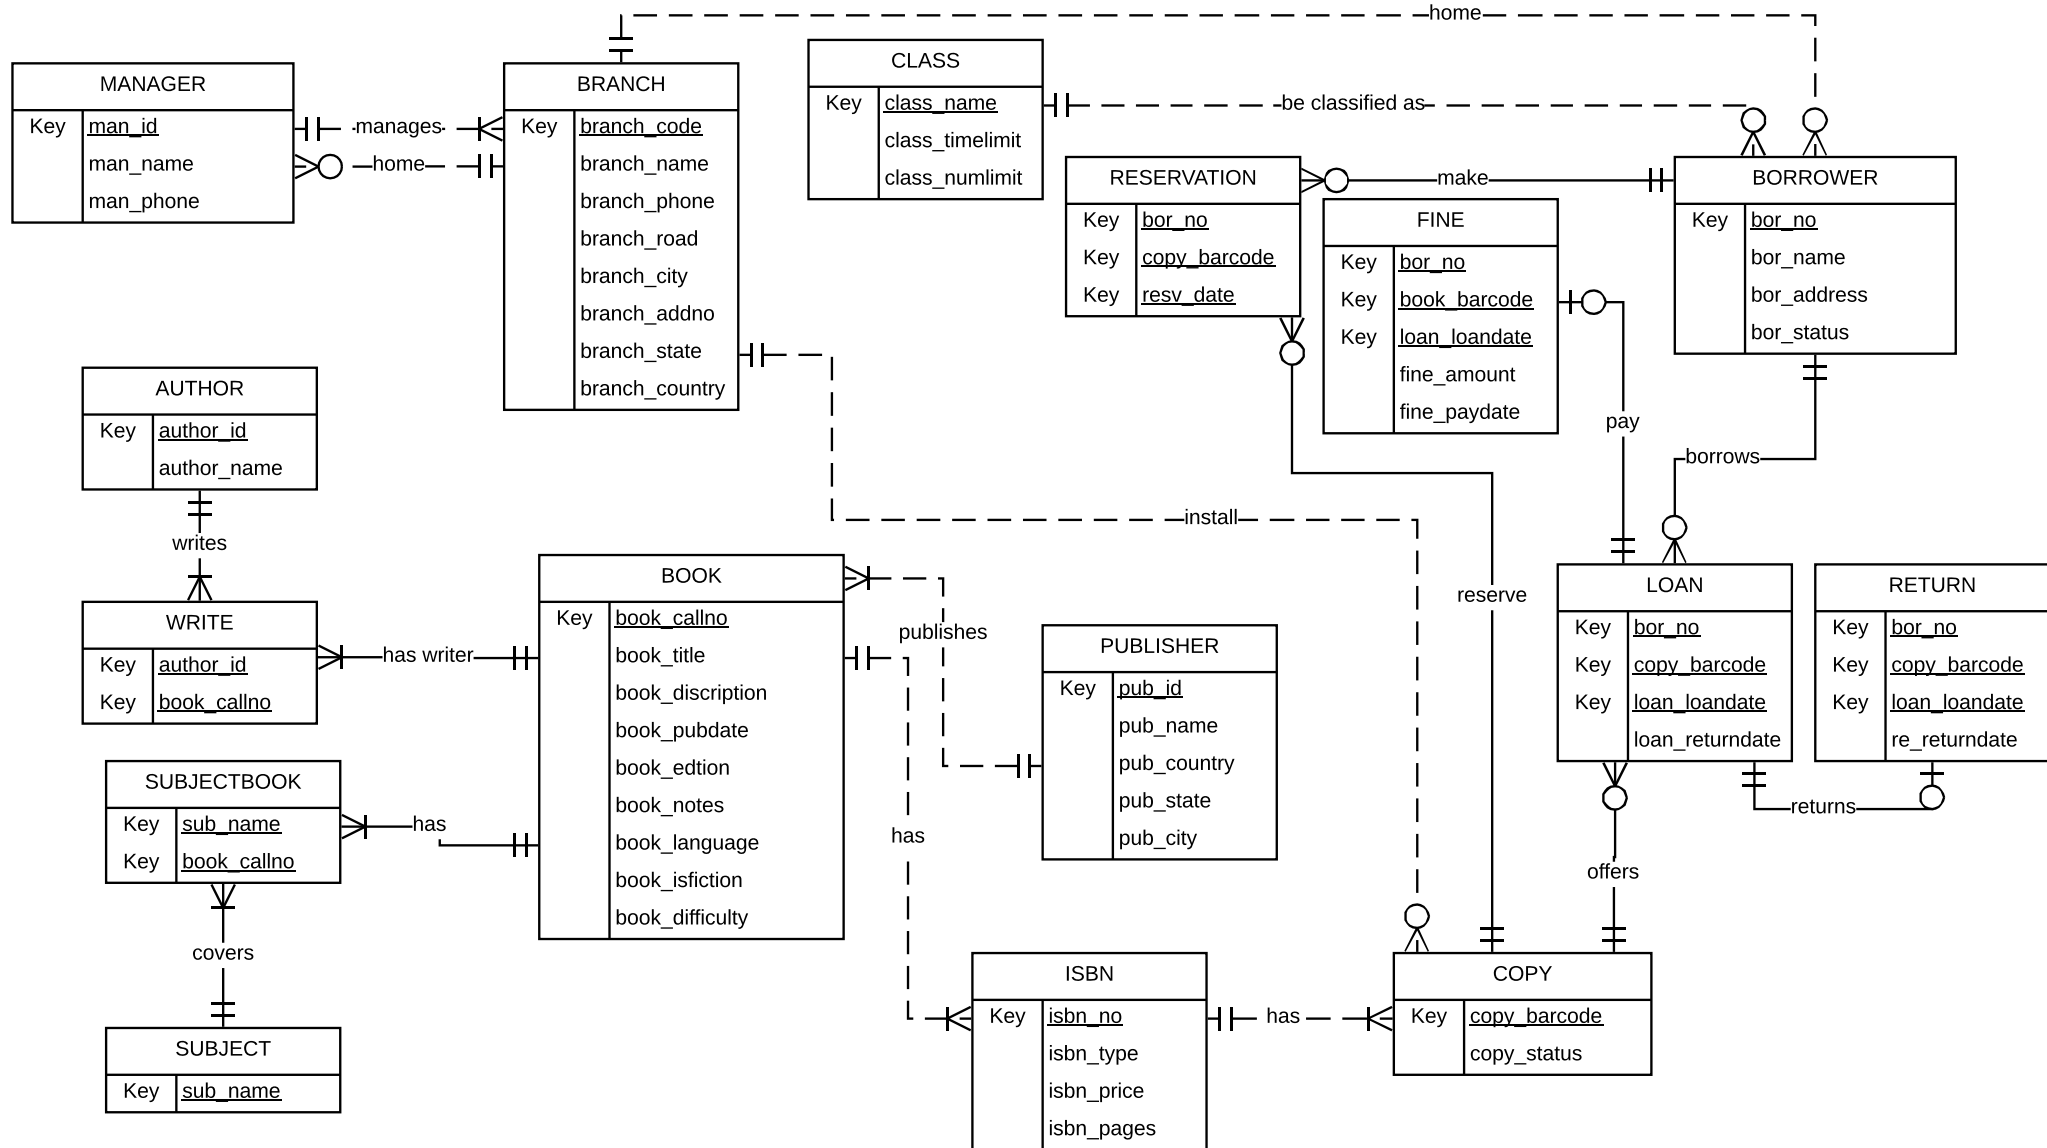 home
MANAGER
Key man_id
man_name
man_phone
manages
home
BRANCH
Key branch_code
branch_name
branch_phone
branch_road
branch_city
branch_addno
branch_state
branch_country
CLASS
Key class_name
class_timelimit
class_numlimit
be classified as
RESERVATION
Key bor_no
Key copy_barcode
Key resv_date
make
FINE
Key bor_no
Key book_barcode
Key loan_loandate
fine_amount
fine_paydate
BORROWER
Key bor_no
bor_name
bor_address
bor_status
pay
borrows
AUTHOR
Key author_id
author_name
writes
WRITE
Key author_id
Key book_callno
has writer
install
BOOK
Key book_callno
book_title
book_discription
book_pubdate
book_edtion
book_notes
book_language
book_isfiction
book_difficulty
publishes
PUBLISHER
Key pub_id
pub_name
pub_country
pub_state
pub_city
reserve
LOAN
Key bor_no
Key copy_barcode
Key loan_loandate
loan_returndate
RETURN
Key bor_no
Key copy_barcode
Key loan_loandate
re_returndate
returns
SUBJECTBOOK
Key sub_name
Key book_callno
has
has
offers
covers
SUBJECT
Key sub_name
ISBN
Key isbn_no
isbn_type
isbn_price
isbn_pages
has
COPY
Key copy_barcode
copy_status